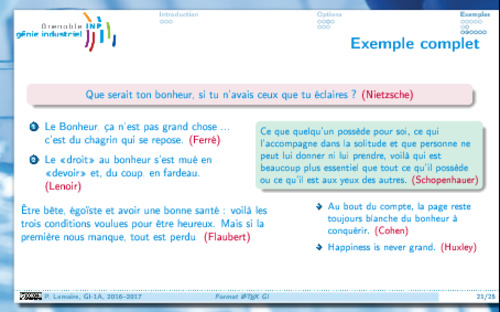 Grenoble INP
génie industriel
Introduction
Options
Exemples
Exemple complet
Que serait ton bonheur, si tu n'avais ceux que tu éclaires ? (Nietzsche)
1 Le Bonheur, ça n'est pas grand chose ...
c'est du chagrin qui se repose. (Ferré)
2 Le «droit» au bonheur s'est mué en
«devoir» et, du coup, en fardeau.
(Lenoir)
Être bête, égoïste et avoir une bonne santé : voilà les
trois conditions voulues pour être heureux. Mais si la
première nous manque, tout est perdu. (Flaubert)
Ce que quelqu'un possède pour soi, ce qui
l'accompagne dans la solitude et que personne ne
peut lui donner ni lui prendre, voilà qui est
beaucoup plus essentiel que tout ce qu'il possède
ou ce qu'il est aux yeux des autres. (Schopenhauer)
Au bout du compte, la page reste
toujours blanche du bonheur à
conquérir. (Cohen)
Happiness is never grand. (Huxley)
P. Lemaire, GI-1A, 2016–2017
Format LATEX GI
21/25